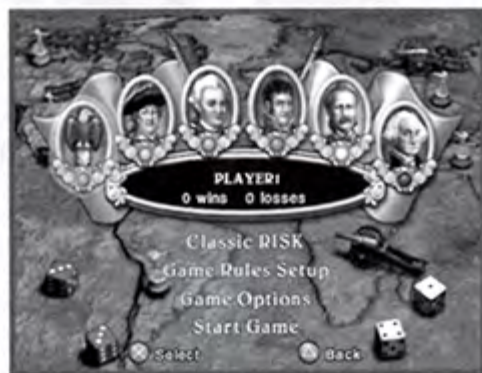 PLAYER1
0 wins 0 losses
Classic RISK
Game Rules Setup
Game Options
Start Game
Select Back